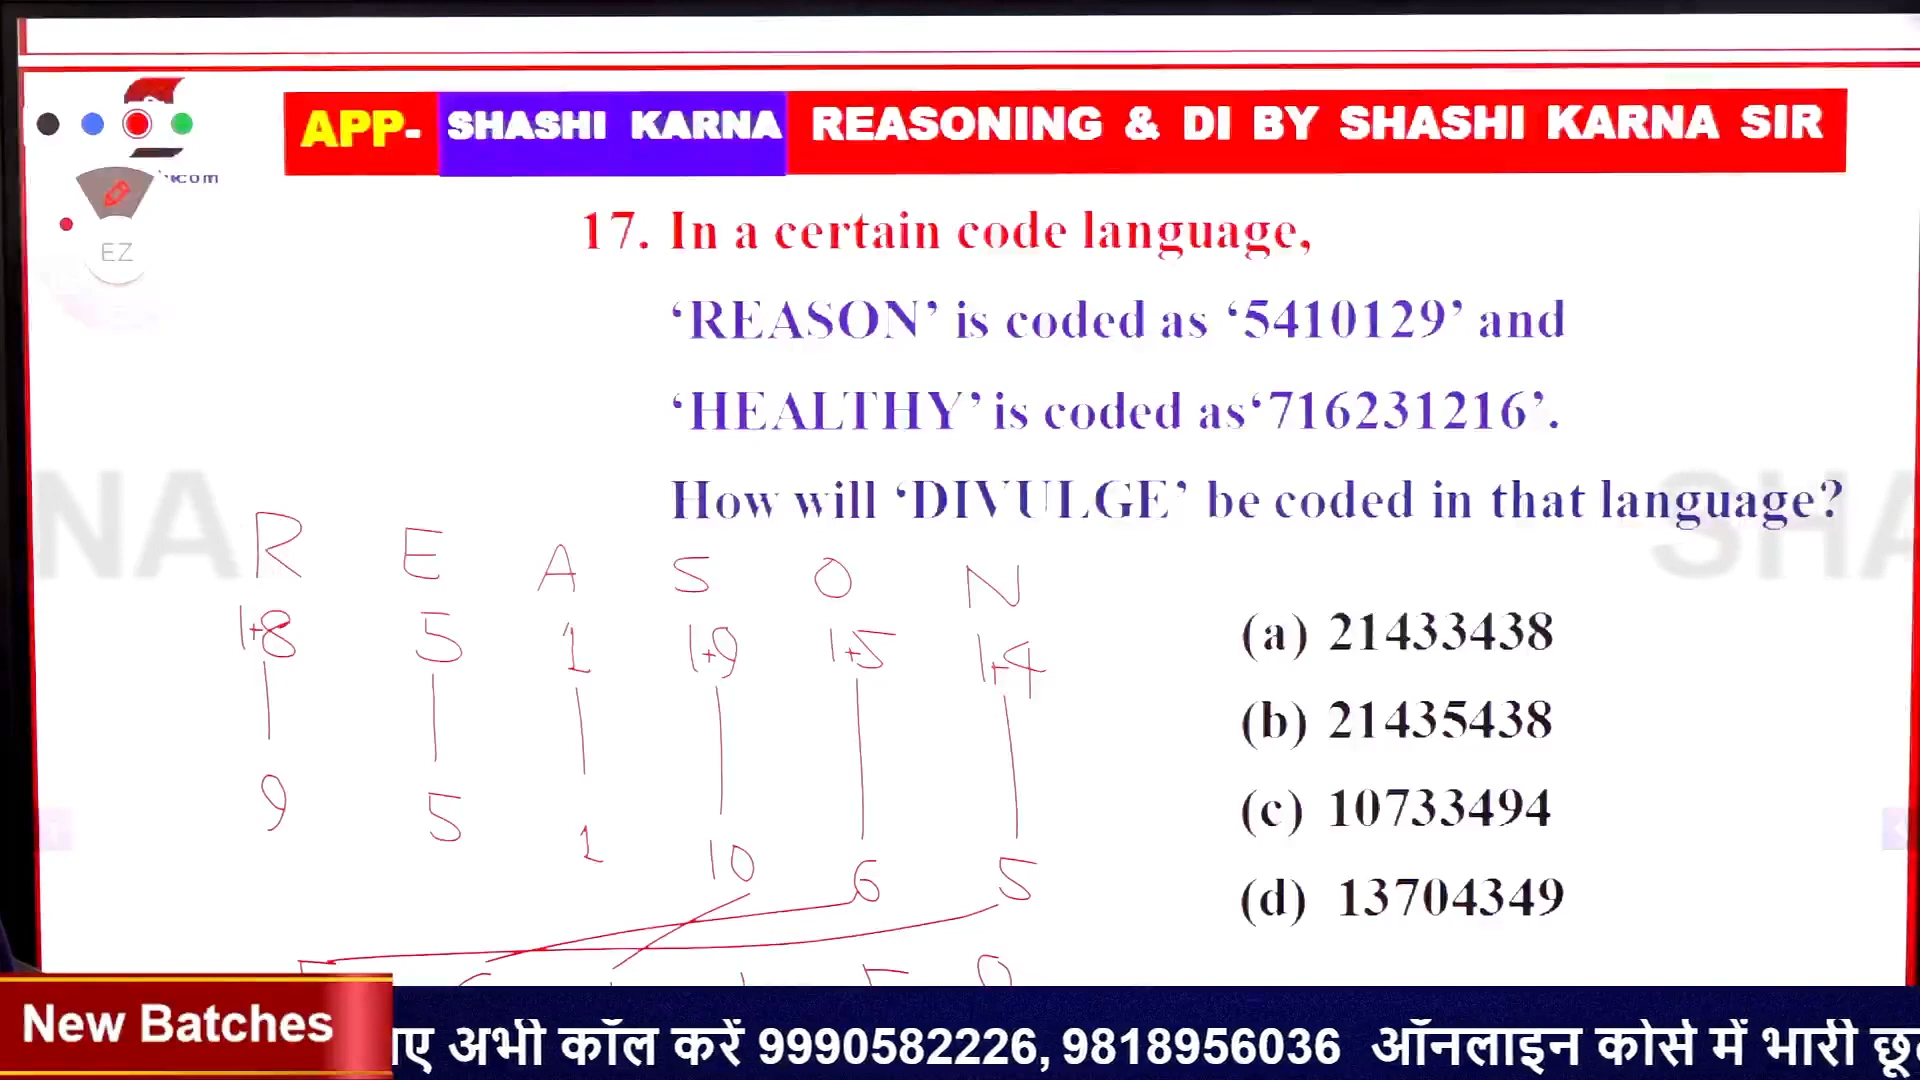 APP- SHASHI KARNA REASONING & DI BY SHASHI KARNA SIR
EZ
17. In a certain code language,
‘REASON’ is coded as ‘5410129’ and
‘HEALTHY’ is coded as‘716231216’.
How will ‘DIVULGE’ be coded in that language?
NA SHA
R E A S O N
1+8 5 1 1+9 1+5 1+4
9 5 1 10 6 5
(a) 21433438
(b) 21435438
(c) 10733494
(d) 13704349
New Batches
अभी कॉल करें 9990582226, 9818956036 ऑनलाइन कोर्स में भारी